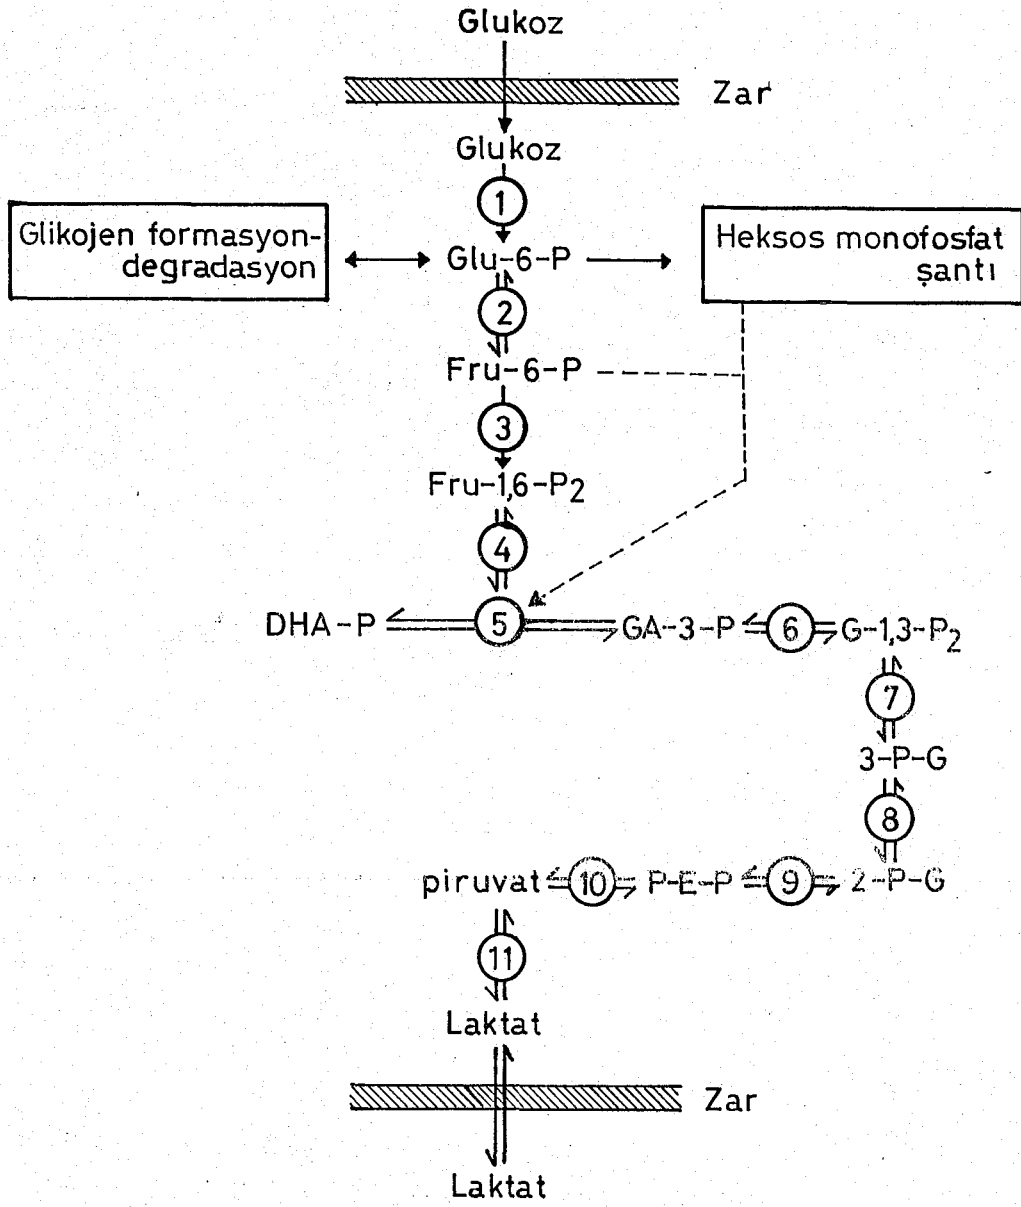 Glukoz
Zar
Glukoz
1
Glikojen formasyon-
degradasyon
Glu-6-P
Heksos monofosfat
şantı
2
Fru-6-P
3
Fru-1,6-P2
4
DHA-P
5
GA-3-P
6
G-1,3-P2
7
3-P-G
8
piruvat
10
P-E-P
9
2-P-G
11
Laktat
Zar
Laktat